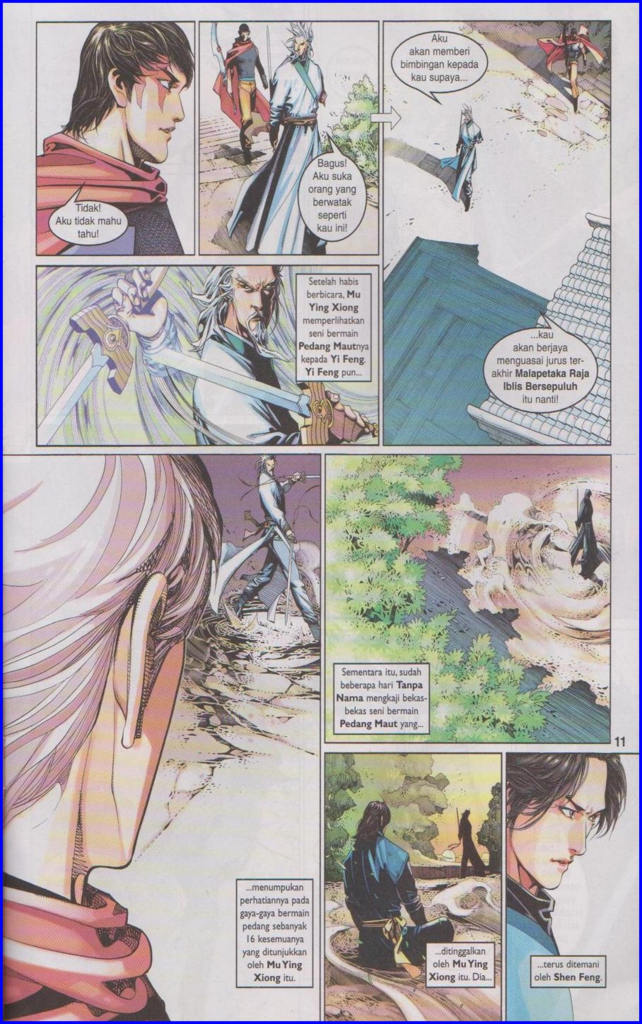 Tidak!
Aku tidak mahu
tahu!
Bagus!
Aku suka
orang yang
berwatak
seperti
kau ini!
Aku
akan memberi
bimbingan kepada
kau supaya...
...kau
akan berjaya
menguasai jurus ter-
akhir Malapetaka Raja
Iblis Bersepuluh
itu nanti!
Setelah habis
berbicara, Mu
Ying Xiong
memperlihatkan
seni bermain
Pedang Mautnya
kepada Yi Feng.
Yi Feng pun...
...menumpukan
perhatiannya pada
gaya-gaya bermain
pedang sebanyak
16 kesemuanya
yang ditunjukkan
oleh Mu Ying
Xiong itu.
Sementara itu, sudah
beberapa hari Tanpa
Nama mengkaji bekas-
bekas seni bermain
Pedang Maut yang...
11
...ditinggalkan
oleh Mu Ying
Xiong itu. Dia...
...terus ditemani
oleh Shen Feng.